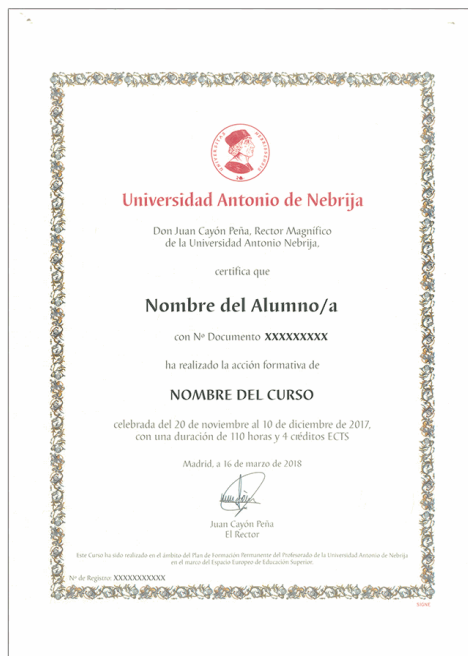 UNIVERSITAS NEBRISSENSIS
Universidad Antonio de Nebrija
Don Juan Cayón Peña, Rector Magnífico
de la Universidad Antonio Nebrija,
certifica que
Nombre del Alumno/a
con Nº Documento XXXXXXXXX
ha realizado la acción formativa de
NOMBRE DEL CURSO
celebrada del 20 de noviembre al 10 de diciembre de 2017,
con una duración de 110 horas y 4 créditos ECTS
Madrid, a 16 de marzo de 2018
Juan Cayón Peña
El Rector
Este Curso ha sido realizado en el ámbito del Plan de Formación Permanente del Profesorado de la Universidad Antonio de Nebrija
en el marco del Espacio Europeo de Educación Superior.
Nº de Registro: XXXXXXXXXXX
SIGNE